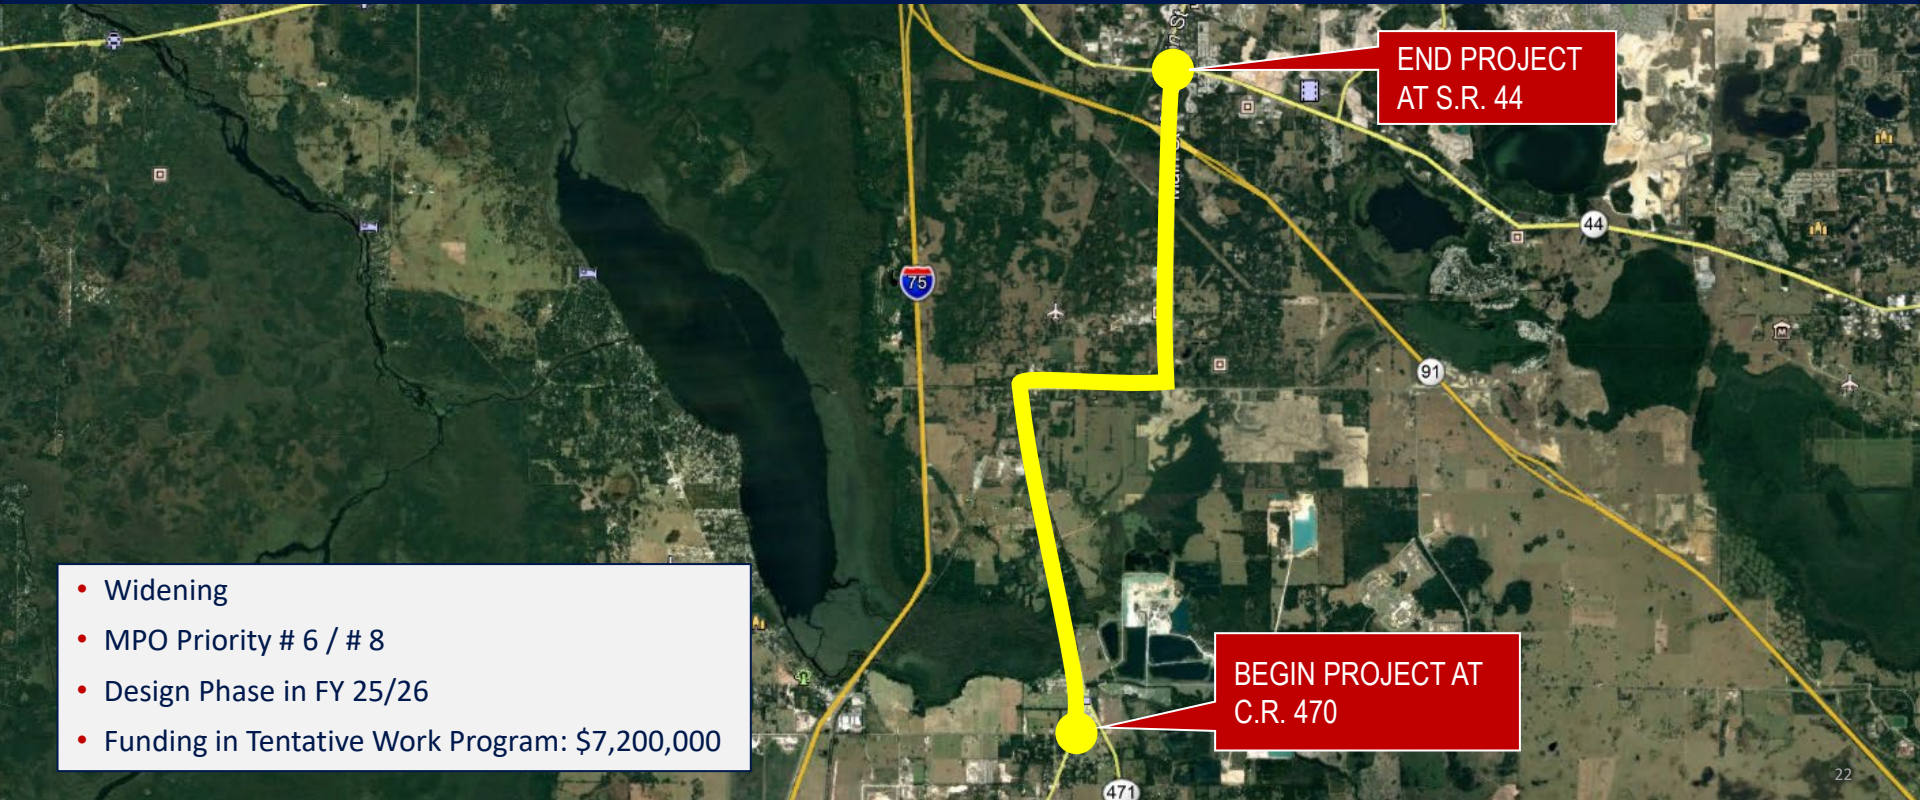 END PROJECT
AT S.R. 44
44
75
91
• Widening
• MPO Priority # 6 / # 8
• Design Phase in FY 25/26
• Funding in Tentative Work Program: $7,200,000
BEGIN PROJECT AT
C.R. 470
471
22